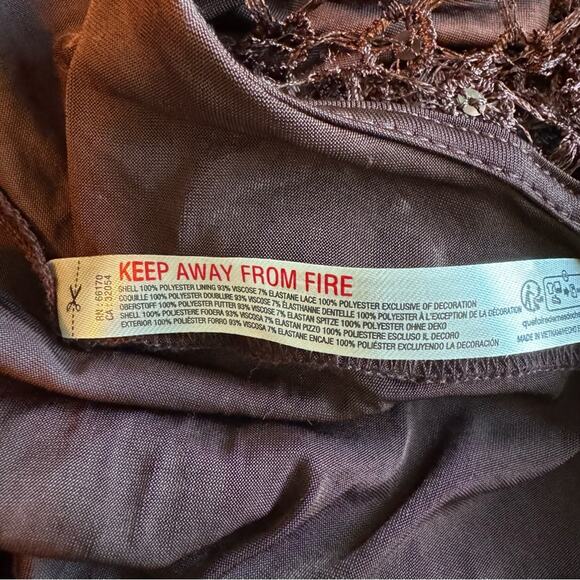 RN - 66170
CA - 32054
KEEP AWAY FROM FIRE
SHELL 100% POLYESTER LINING 93% VISCOSE 7% ELASTANE LACE 100% POLYESTER EXCLUSIVE OF DECORATION
COQUILLE 100% POLYESTER DOUBLURE 93% VISCOSE 7% ÉLASTHANNE DENTELLE 100% POLYESTER À L'EXCEPTION DE LA DÉCORATION
OBERSTOFF 100% POLYESTER FUTTER 93% VISKOSE 7% ELASTAN SPITZE 100% POLYESTER OHNE DEKO
SHELL 100% POLIESTERE FODERA 93% VISCOSA 7% ELASTAN PIZZO 100% POLIESTERE ESCLUSO IL DECORO
EXTERIOR 100% POLIÉSTER FORRO 93% VISCOSA 7% ELASTANE ENCAJE 100% POLIÉSTER EXCLUYENDO LA DECORACIÓN
MADE IN VIETNAM